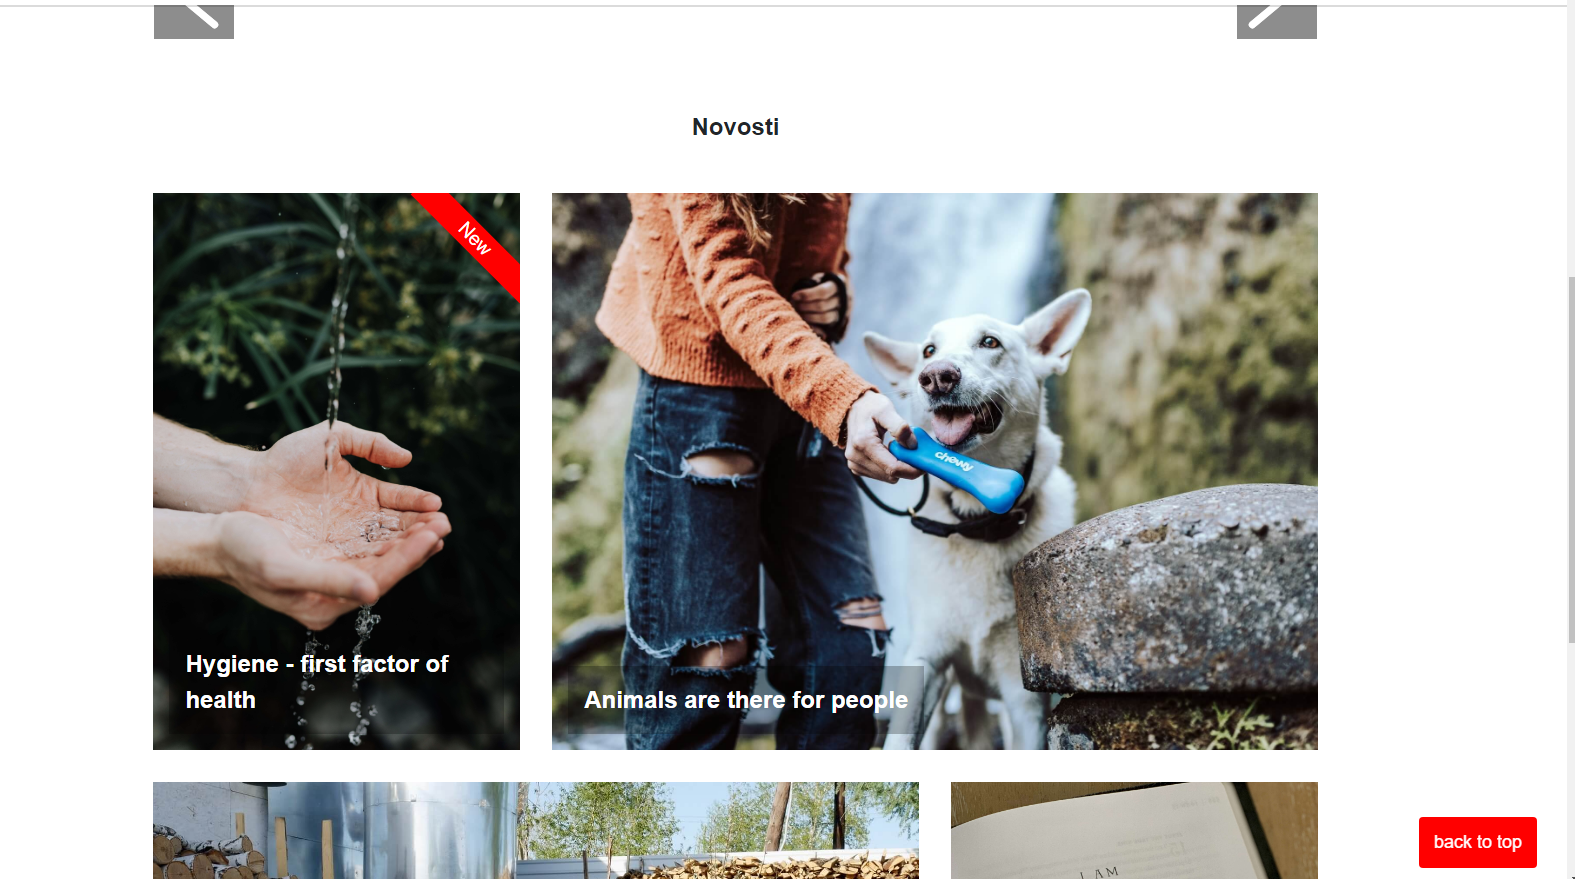 Novosti
New
Hygiene - first factor of
health
chewy
Animals are there for people
I AM
back to top